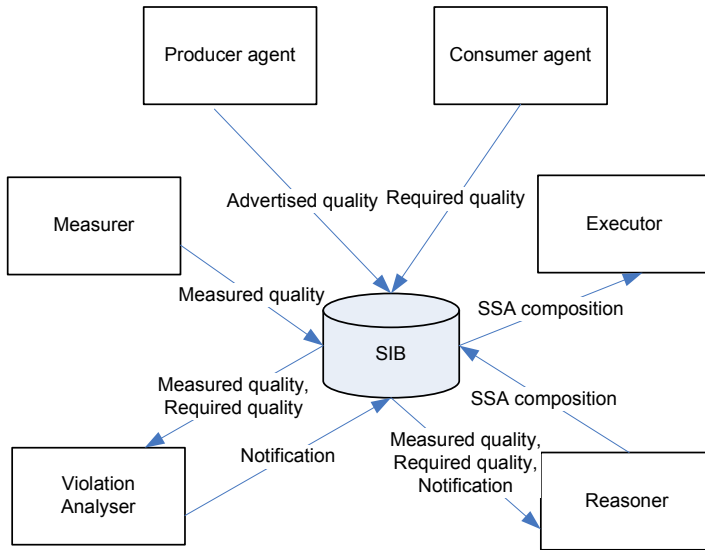 Producer agent
Consumer agent
Advertised quality
Required quality
Measurer
Executor
Measured quality
SSA composition
SIB
Measured quality,
Required quality
SSA composition
Notification
Measured quality,
Required quality,
Notification
Violation
Analyser
Reasoner